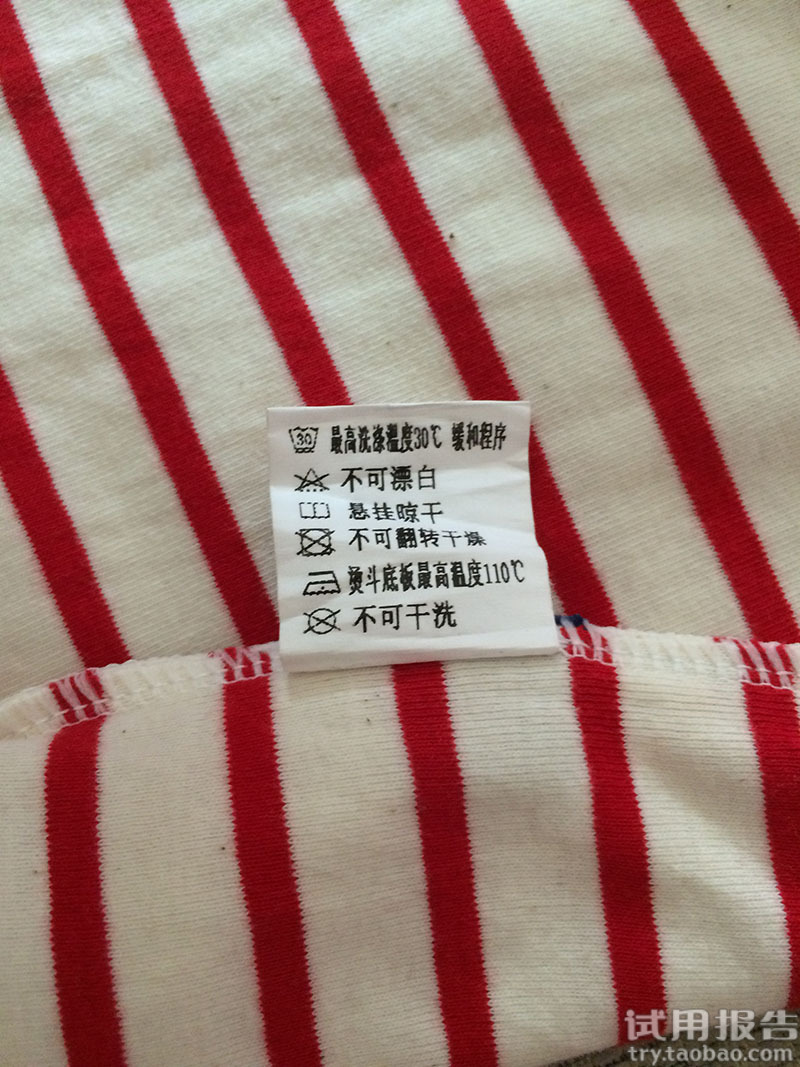 30 最高洗涤温度30℃ 缓和程序
不可漂白
悬挂晾干
不可翻转干燥
熨斗底板最高温度110℃
不可干洗
试用报告
try.taobao.com